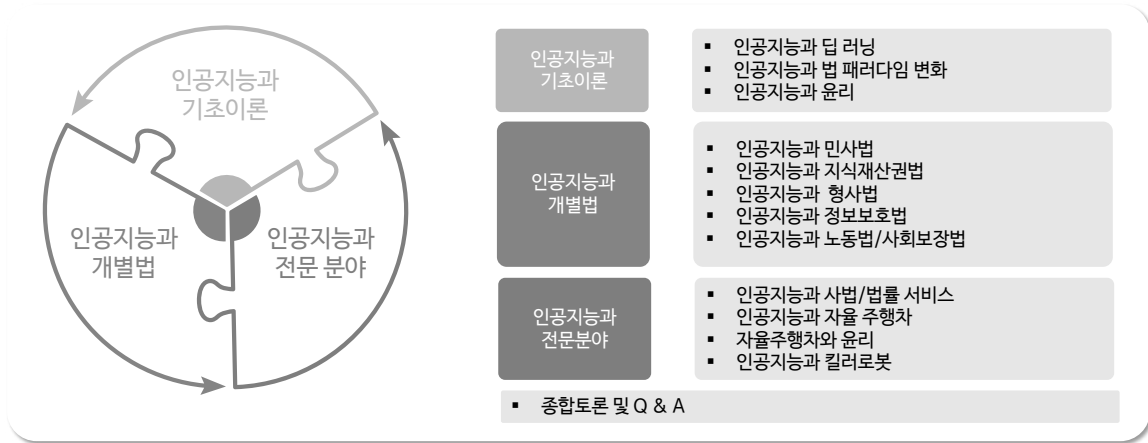 인공지능과
기초이론
인공지능과
개별법
인공지능과
전문 분야
인공지능과
기초이론
▪ 인공지능과 딥 러닝
▪ 인공지능과 법 패러다임 변화
▪ 인공지능과 윤리
인공지능과
개별법
▪ 인공지능과 민사법
▪ 인공지능과 지식재산권법
▪ 인공지능과 형사법
▪ 인공지능과 정보보호법
▪ 인공지능과 노동법/사회보장법
인공지능과
전문분야
▪ 인공지능과 사법/법률 서비스
▪ 인공지능과 자율 주행차
▪ 자율주행차와 윤리
▪ 인공지능과 킬러로봇
▪ 종합토론 및 Q & A